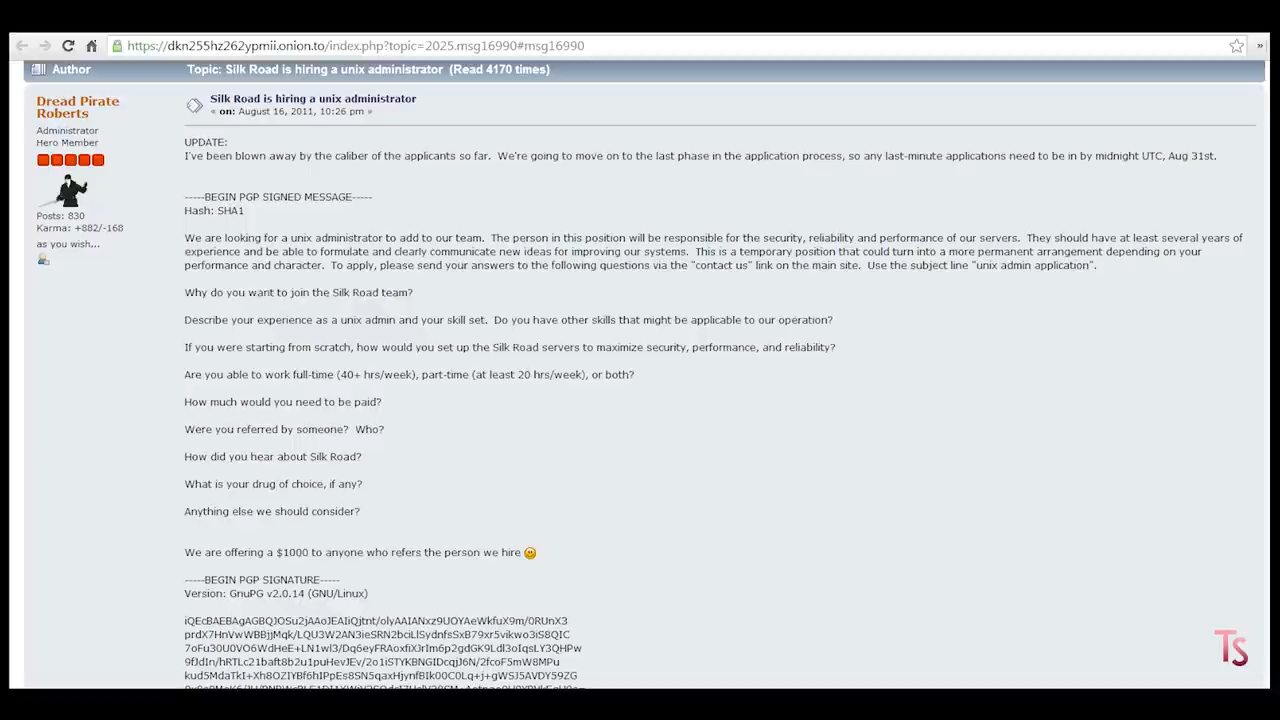 https://dkn255hz262ypmii.onion.to/index.php?topic=2025.msg16990#msg16990
»
Author
Topic: Silk Road is hiring a unix administrator (Read 4170 times)
Dread Pirate
Roberts
Administrator
Hero Member
Posts: 830
Karma: +882/-168
as you wish...
Silk Road is hiring a unix administrator
« on: August 16, 2011, 10:26 pm »
UPDATE:
I've been blown away by the caliber of the applicants so far. We're going to move on to the last phase in the application process, so any last-minute applications need to be in by midnight UTC, Aug 31st.
-----BEGIN PGP SIGNED MESSAGE-----
Hash: SHA1
We are looking for a unix administrator to add to our team. The person in this position will be responsible for the security, reliability and performance of our servers. They should have at least several years of
experience and be able to formulate and clearly communicate new ideas for improving our systems. This is a temporary position that could turn into a more permanent arrangement depending on your
performance and character. To apply, please send your answers to the following questions via the "contact us" link on the main site. Use the subject line "unix admin application".
Why do you want to join the Silk Road team?
Describe your experience as a unix admin and your skill set. Do you have other skills that might be applicable to our operation?
If you were starting from scratch, how would you set up the Silk Road servers to maximize security, performance, and reliability?
Are you able to work full-time (40+ hrs/week), part-time (at least 20 hrs/week), or both?
How much would you need to be paid?
Were you referred by someone? Who?
How did you hear about Silk Road?
What is your drug of choice, if any?
Anything else we should consider?
We are offering a $1000 to anyone who refers the person we hire
-----BEGIN PGP SIGNATURE-----
Version: GnuPG v2.0.14 (GNU/Linux)
iQEcBAEBAgAGBQJOSu2jAAoJEAIiQjtnt/olyAAIANxz9UOYAeWkfuX9m/0RUnX3
prdX7HnVwWBBjjMqk/LQU3W2AN3ieSRN2bciLlSydnfsSxB79xr5vikwo3iS8QIC
7oFu30U0VO6WdHeE+LN1wl3/Dq6eyFRAoxfiXJrIm6p2gdGK9Ldl3oIqsLY3QHPw
9fJdIn/hRTLc21baft8b2u1puHevJEv/2o1iSTYKBNGIDcqjJ6N/2fcoF5mW8MPu
kud5MdaTkI+Xh8OZIYBf6hIPpEs8SN5qaxHjynfBIk00C0Lq+j+gWSJ5AVDY59ZG
TS